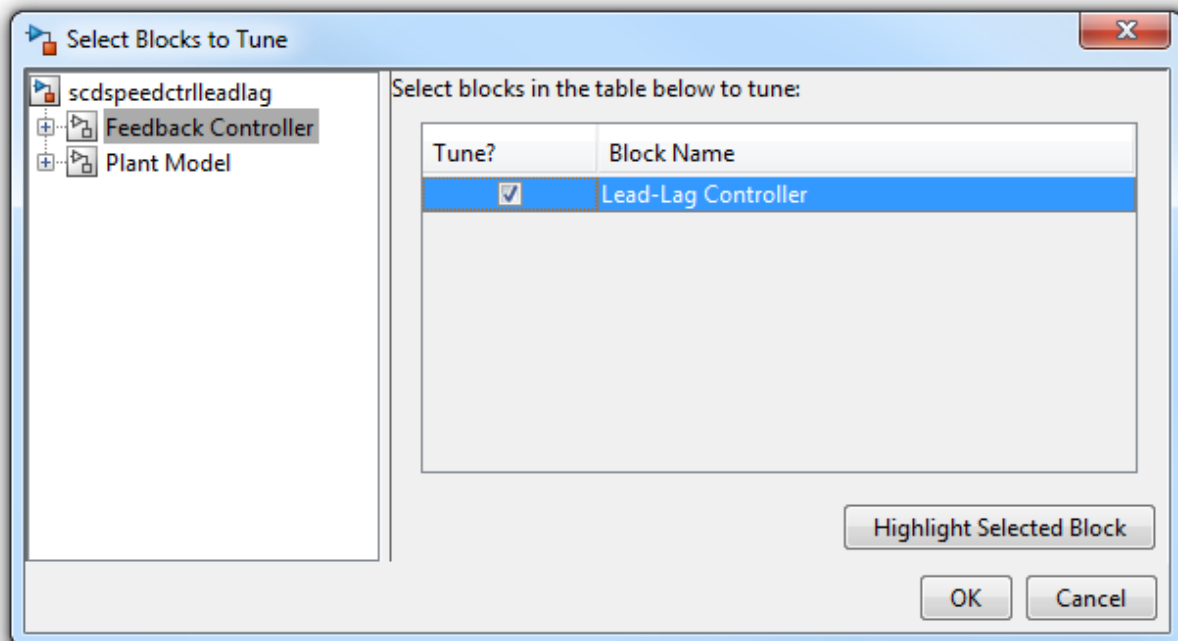 Select Blocks to Tune
scdspeedctrlleadlag
Feedback Controller
Plant Model
Select blocks in the table below to tune:
Tune? Block Name
Lead-Lag Controller
Highlight Selected Block
OK Cancel